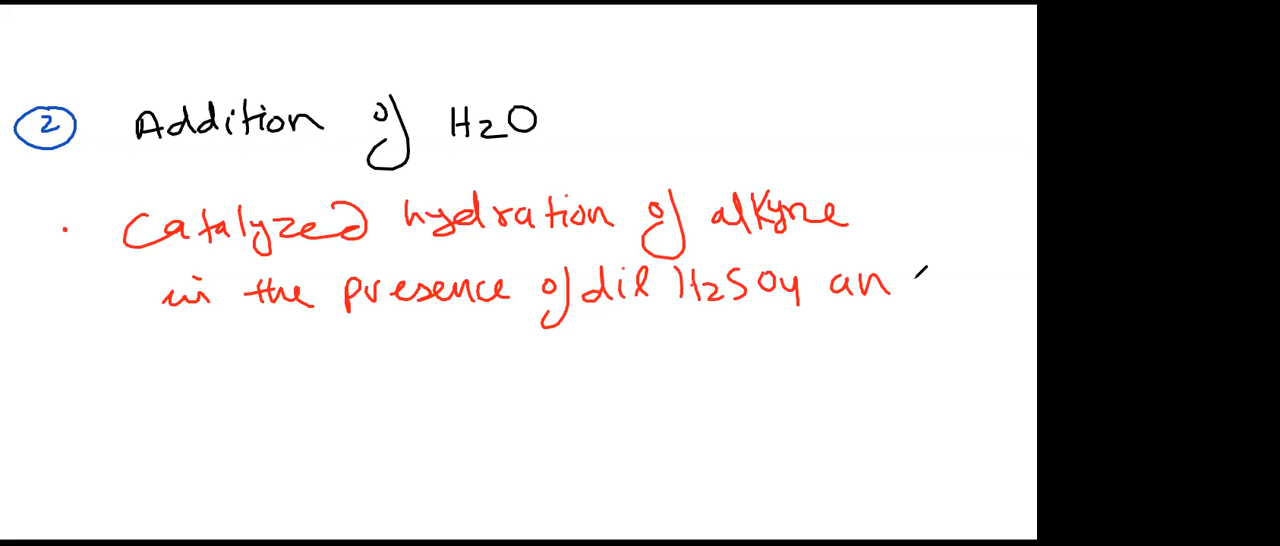 2 Addition of H2O
. Catalyzed hydration of alkyne
in the presence of dil H2SO4 an